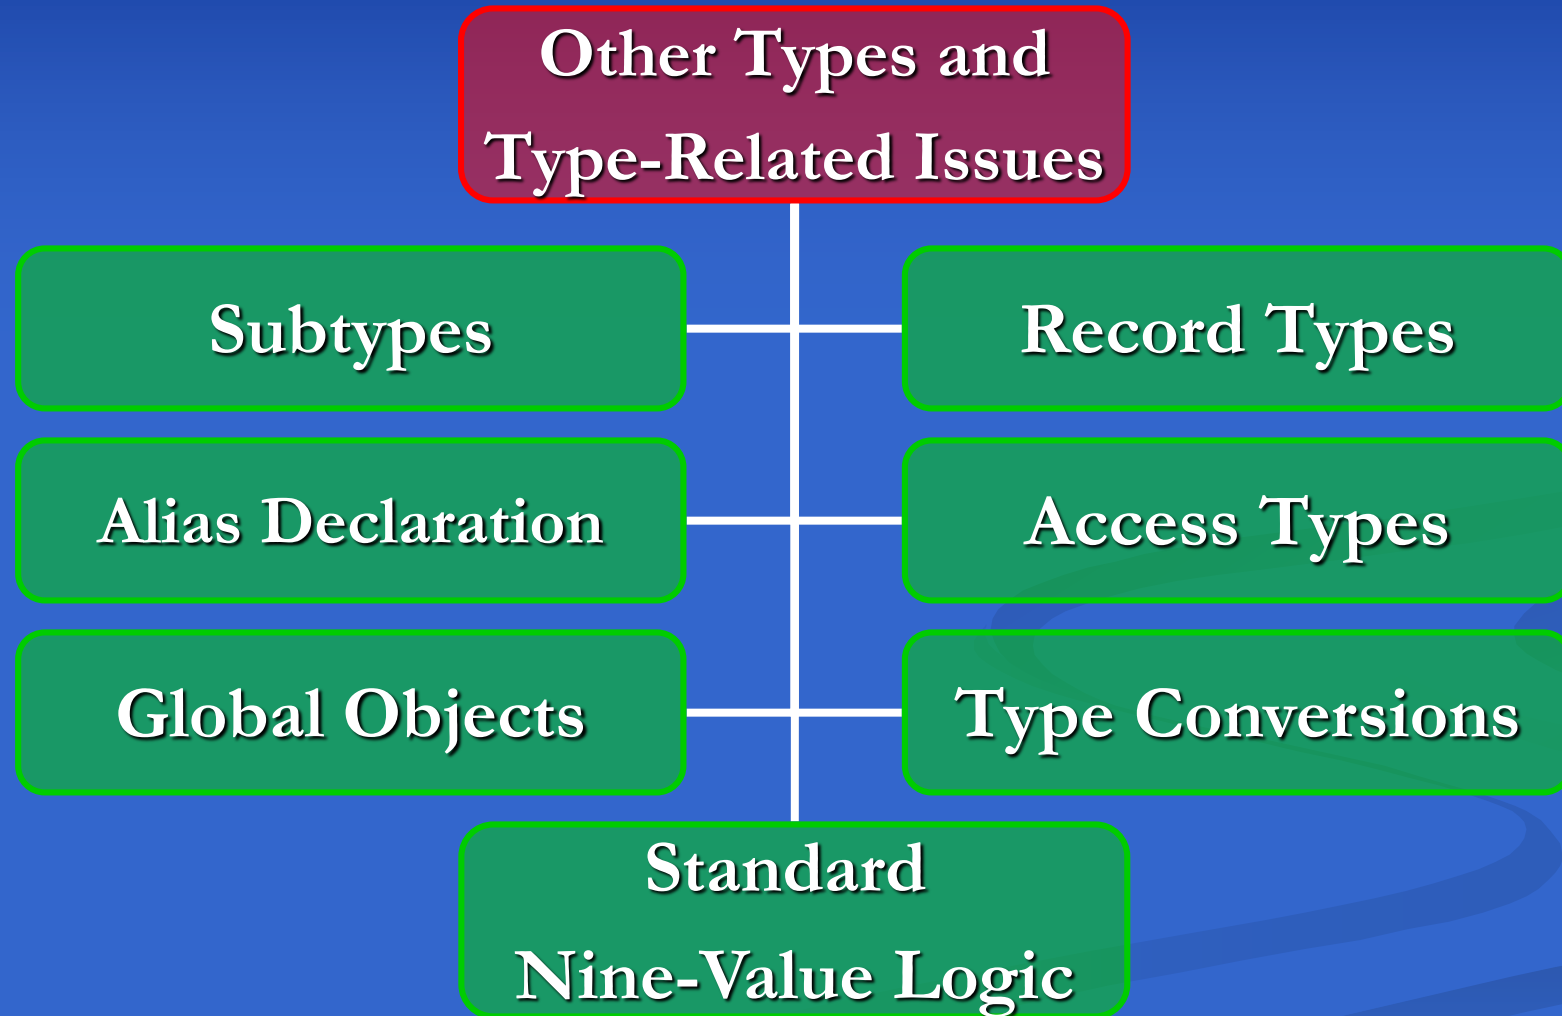 Other Types and
Type-Related Issues
Subtypes
Record Types
Alias Declaration
Access Types
Global Objects
Type Conversions
Standard
Nine-Value Logic